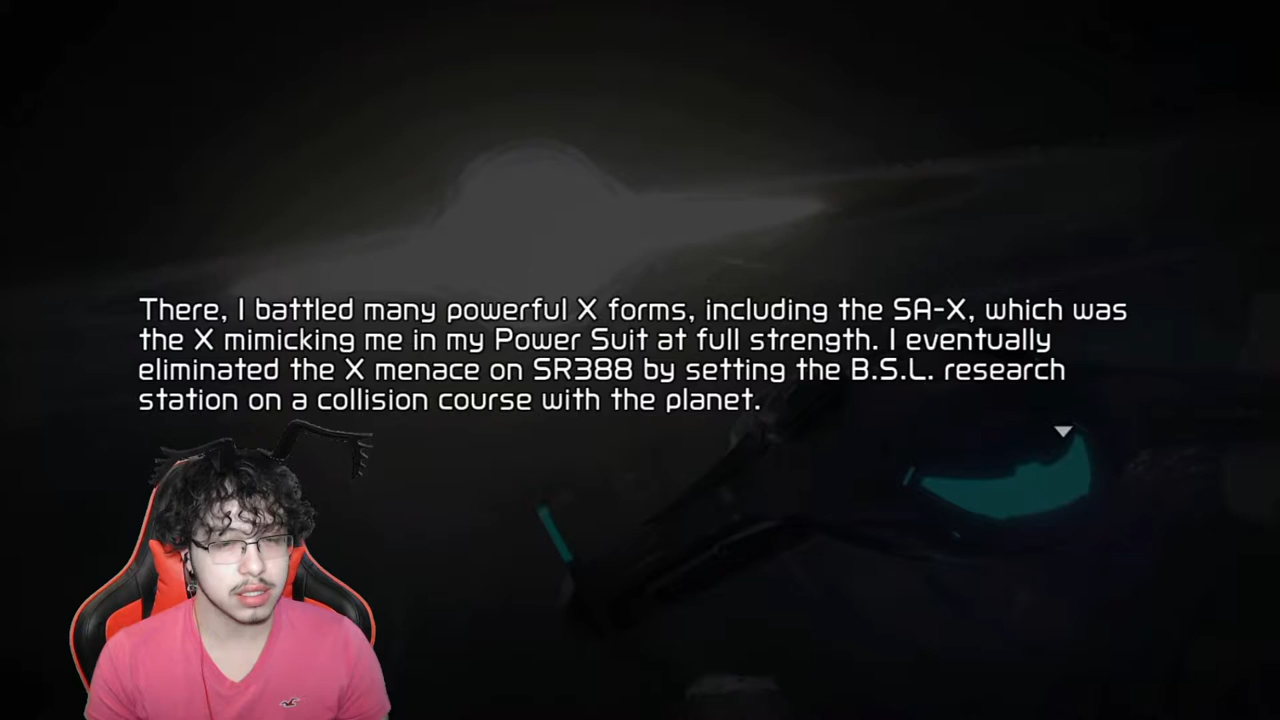 There, I battled many powerful X forms, including the SA-X, which was
the X mimicking me in my Power Suit at full strength. I eventually
eliminated the X menace on SR388 by setting the B.S.L. research
station on a collision course with the planet.